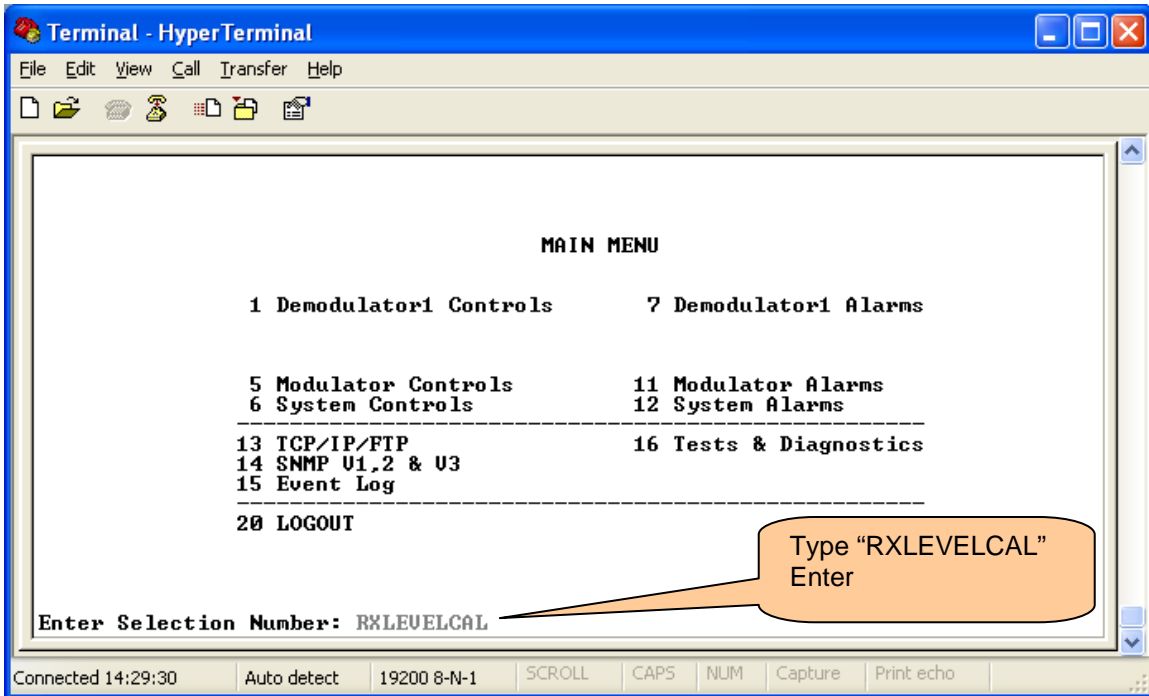 Terminal - HyperTerminal
File Edit View Call Transfer Help
MAIN MENU
1 Demodulator1 Controls 7 Demodulator1 Alarms
5 Modulator Controls 11 Modulator Alarms
6 System Controls 12 System Alarms
13 TCP/IP/FTP 16 Tests & Diagnostics
14 SNMP V1,2 & V3
15 Event Log
20 LOGOUT
Type “RXLEVELCAL”
Enter
Enter Selection Number: RXLEVELCAL
Connected 14:29:30 Auto detect 19200 8-N-1 SCROLL CAPS NUM Capture Print echo